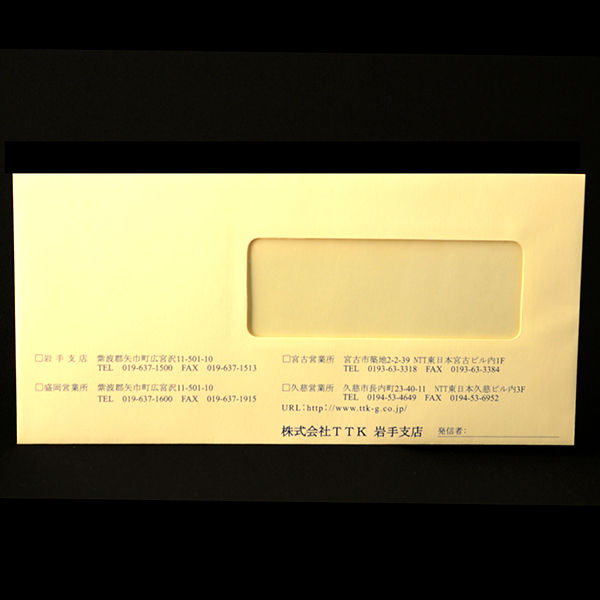 □岩手支店 紫波郡矢巾町広宮沢11-501-10
TEL 019-637-1500 FAX 019-637-1513
□盛岡営業所 紫波郡矢巾町広宮沢11-501-10
TEL 019-637-1600 FAX 019-637-1915
□宮古営業所 宮古市築地2-2-39 NTT東日本宮古ビル内1F
TEL 0193-63-3318 FAX 0193-63-3384
□久慈営業所 久慈市長内町23-40-11 NTT東日本久慈ビル内3F
TEL 0194-53-4649 FAX 0194-53-6952
URL:http://www.ttk-g.co.jp/
株式会社TTK 岩手支店 発信者: